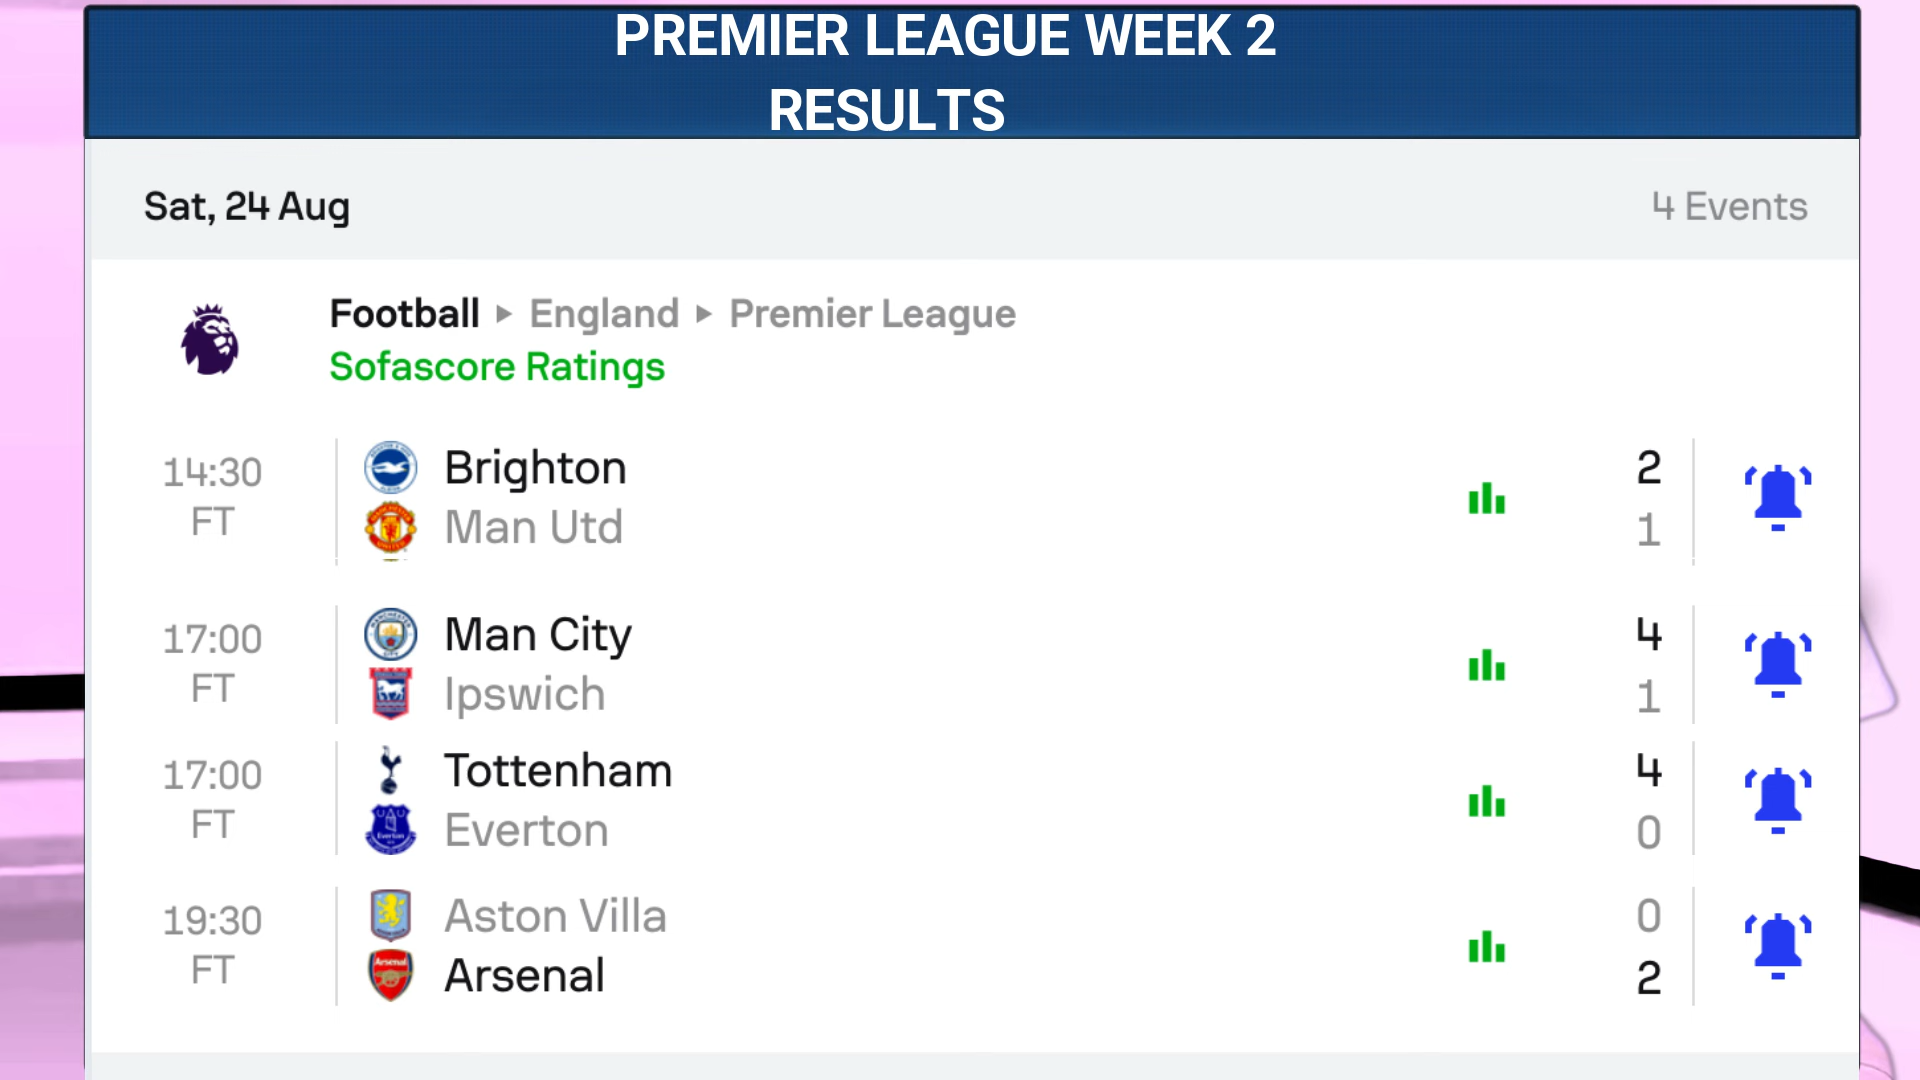 PREMIER LEAGUE WEEK 2
RESULTS
Sat, 24 Aug
4 Events
Football ▸ England ▸ Premier League
Sofascore Ratings
14:30
FT
Brighton
Man Utd
2
1
17:00
FT
Man City
Ipswich
4
1
17:00
FT
Tottenham
Everton
4
0
19:30
FT
Aston Villa
Arsenal
0
2